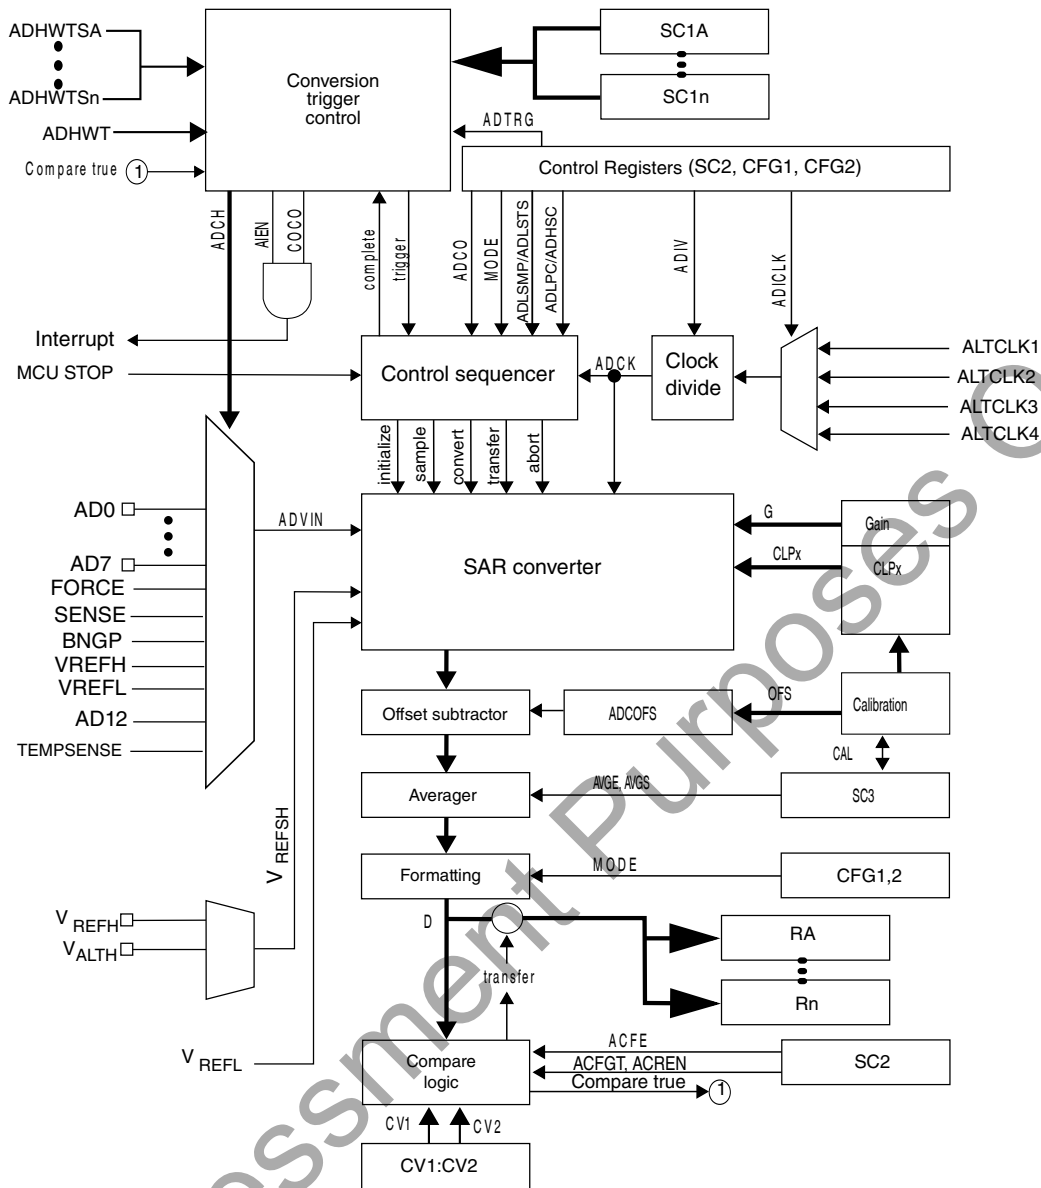 ADHWTSA
ADHWTSn
ADHWT
Compare true 1
Conversion
trigger
control
SC1A
SC1n
ADTRG
Control Registers (SC2, CFG1, CFG2)
ADCH
AIEN
COCO
complete
trigger
ADCO
MODE
ADLSMP/ADLSTS
ADLPC/ADHSC
ADIV
ADICLK
Interrupt
MCU STOP
Control sequencer
ADCK
Clock
divide
ALTCLK1
ALTCLK2
ALTCLK3
ALTCLK4
initialize
sample
convert
transfer
abort
AD0
AD7
FORCE
SENSE
BNGP
VREFH
VREFL
AD12
TEMPSENSE
ADVIN
SAR converter
G
CLPx
Gain
CLPx
Offset subtractor
ADCOFS
OFS
Calibration
CAL
Averager
AVGE, AVGS
SC3
Formatting
MODE
CFG1,2
V REFSH
V REFH
VALTH
V REFL
D
transfer
RA
Rn
Compare
logic
ACFE
ACFGT, ACREN
Compare true
1
SC2
CV1
CV2
CV1:CV2
essment Purposes O